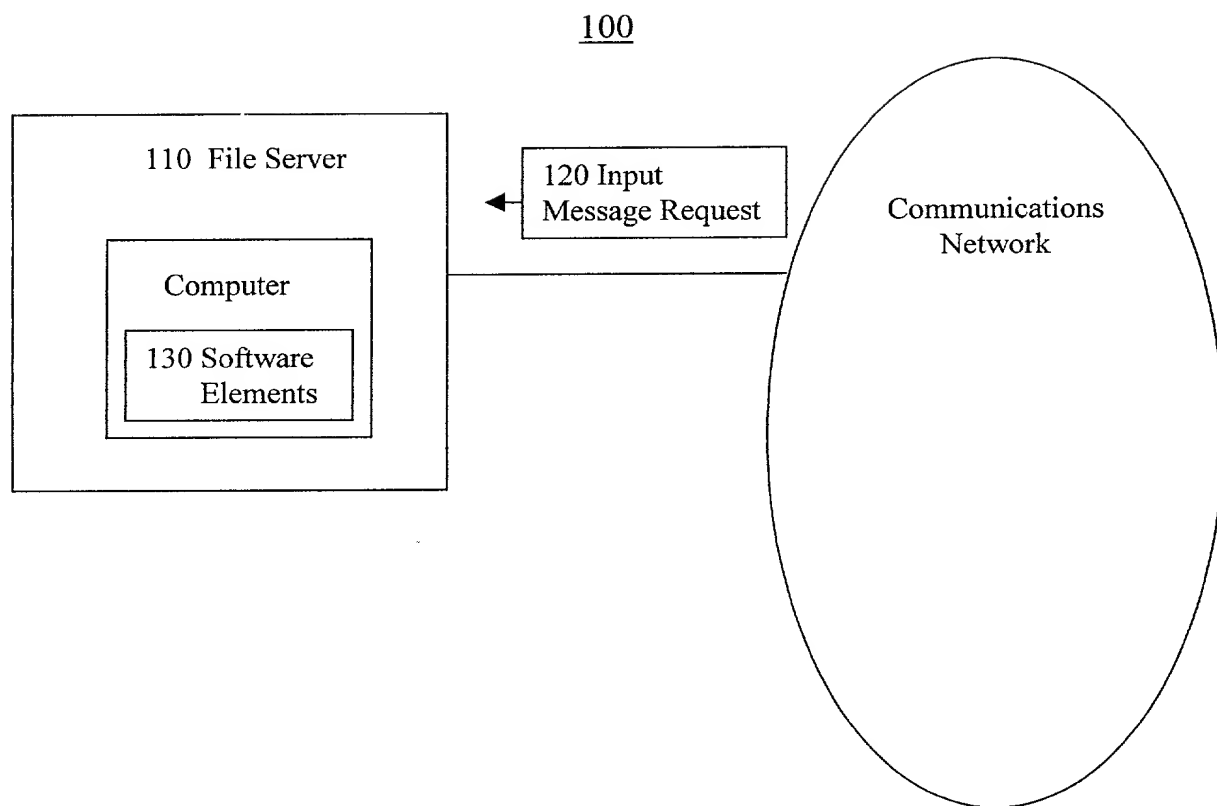 100
110 File Server
120 Input
Message Request
Communications
Network
Computer
130 Software
Elements